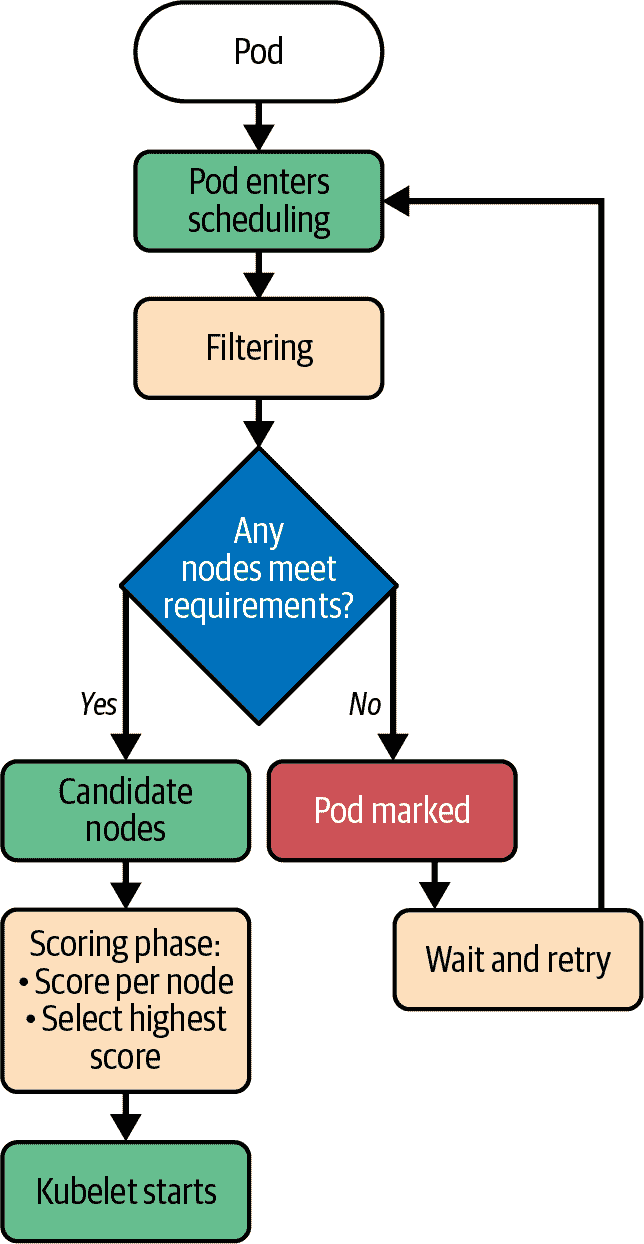 Pod
Pod enters
scheduling
Filtering
Any
nodes meet
requirements?
Yes
No
Candidate
nodes
Pod marked
Scoring phase:
• Score per node
• Select highest
score
Wait and retry
Kubelet starts